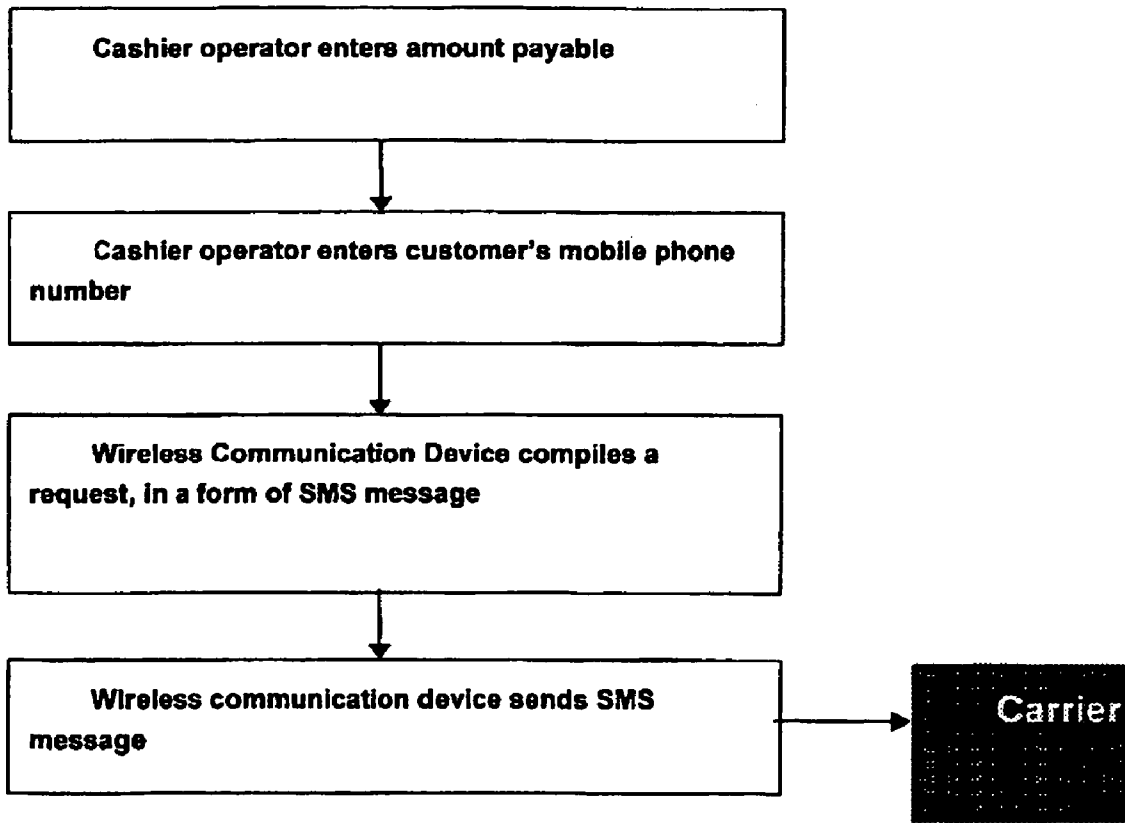 Cashier operator enters amount payable
Cashier operator enters customer's mobile phone
number
Wireless Communication Device compiles a
request, in a form of SMS message
Wireless communication device sends SMS
message
Carrier